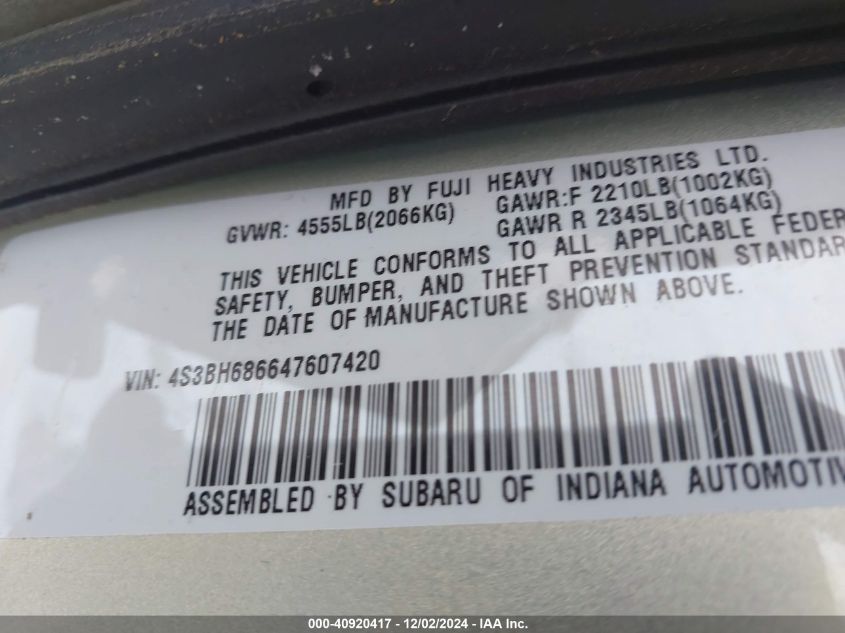 MFD BY FUJI HEAVY INDUSTRIES LTD.
GVWR: 4555LB(2066KG) GAWR:F 2210LB(1002KG)
GAWR R 2345LB(1064KG)
THIS VEHICLE CONFORMS TO ALL APPLICABLE FEDER
SAFETY, BUMPER, AND THEFT PREVENTION STANDAR
THE DATE OF MANUFACTURE SHOWN ABOVE.
VIN: 4S3BH686647607420
ASSEMBLED BY SUBARU OF INDIANA AUTOMOTIV
000-40920417 - 12/02/2024 - IAA Inc.